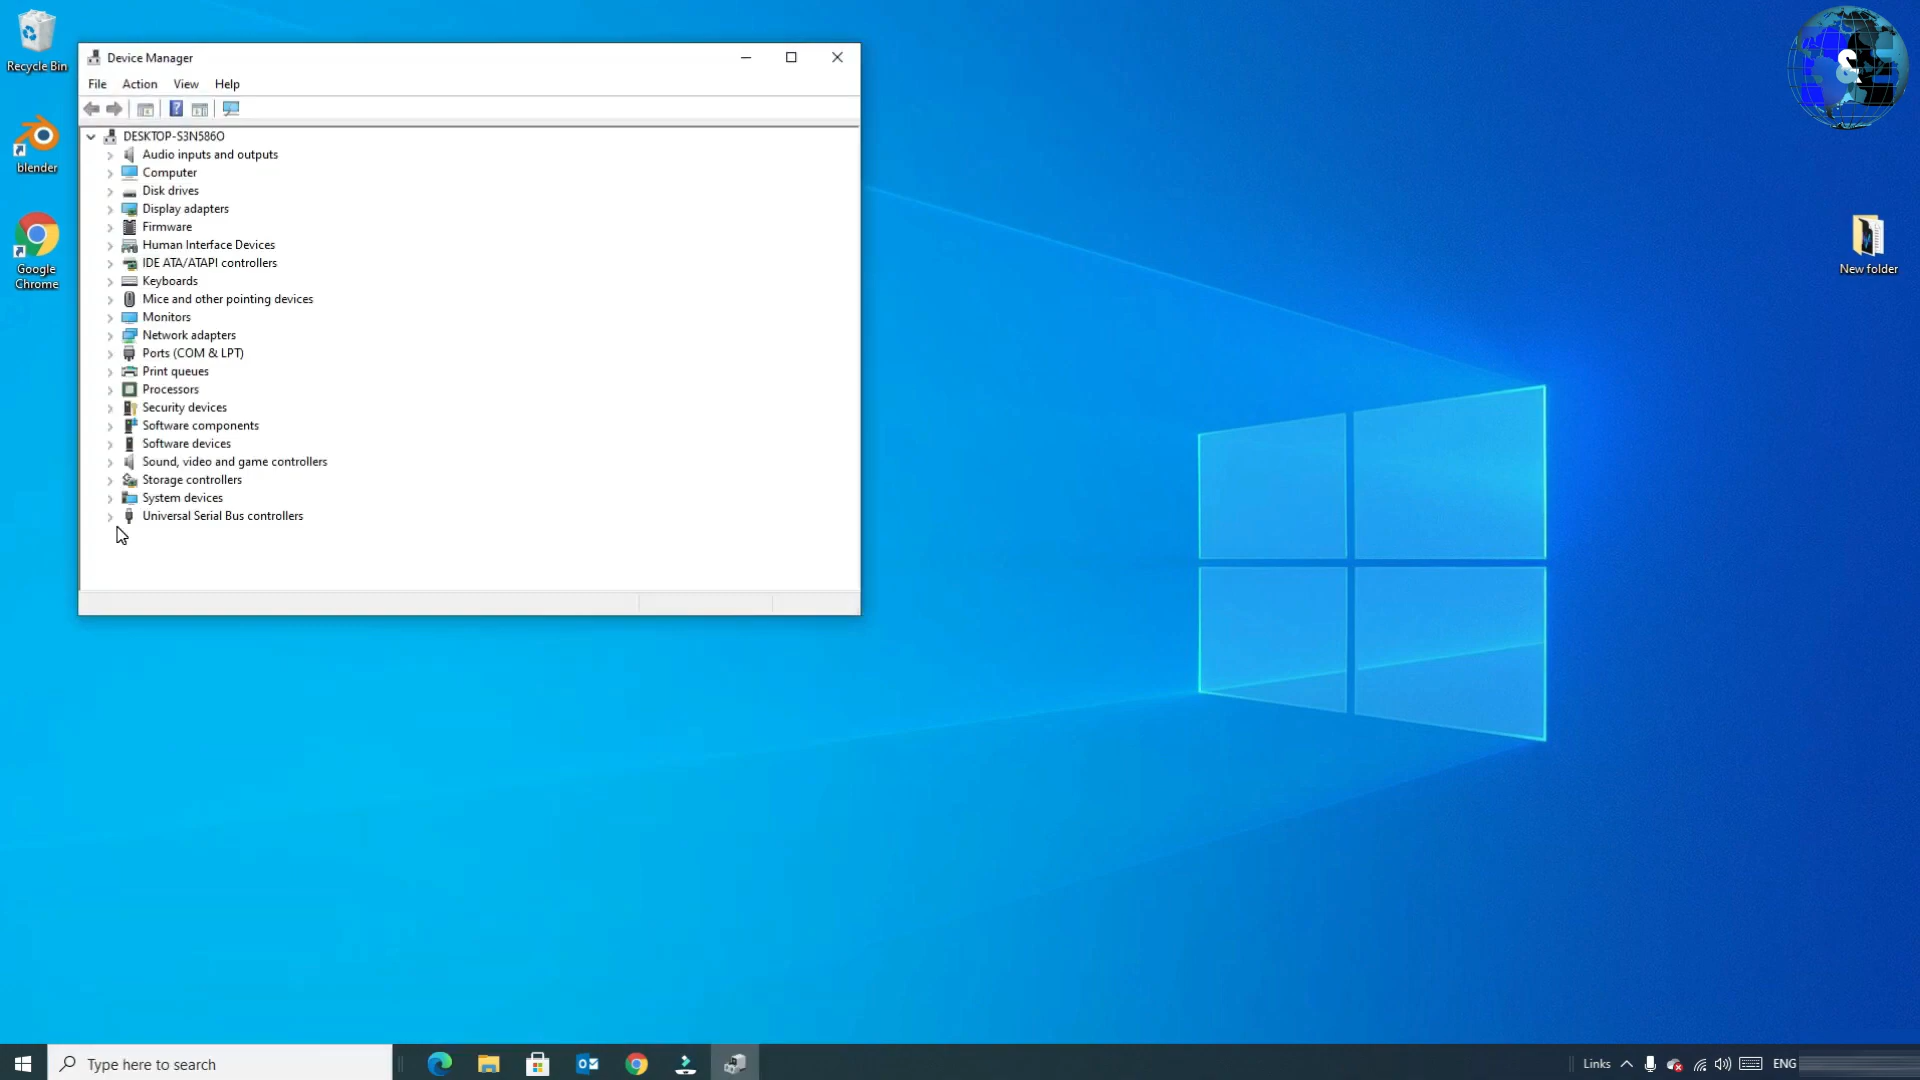 Recycle Bin
blender
Google
Chrome
Device Manager
File Action View Help
DESKTOP-S3N586O
Audio inputs and outputs
Computer
Disk drives
Display adapters
Firmware
Human Interface Devices
IDE ATA/ATAPI controllers
Keyboards
Mice and other pointing devices
Monitors
Network adapters
Ports (COM & LPT)
Print queues
Processors
Security devices
Software components
Software devices
Sound, video and game controllers
Storage controllers
System devices
Universal Serial Bus controllers
&
New folder
Type here to search
Links
ENG